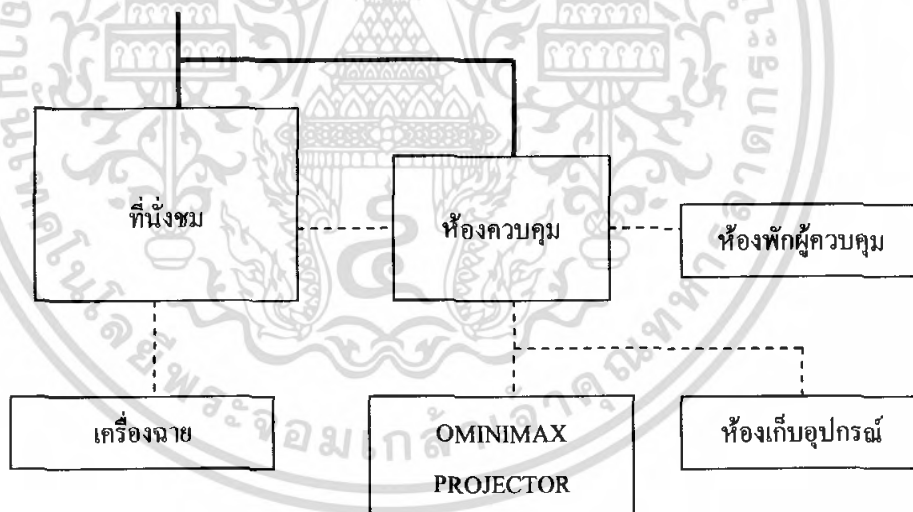 ที่นั่งชม
ห้องควบคุม
ห้องพักผู้ควบคุม
เครื่องฉาย
OMINIMAX
PROJECTOR
ห้องเก็บอุปกรณ์